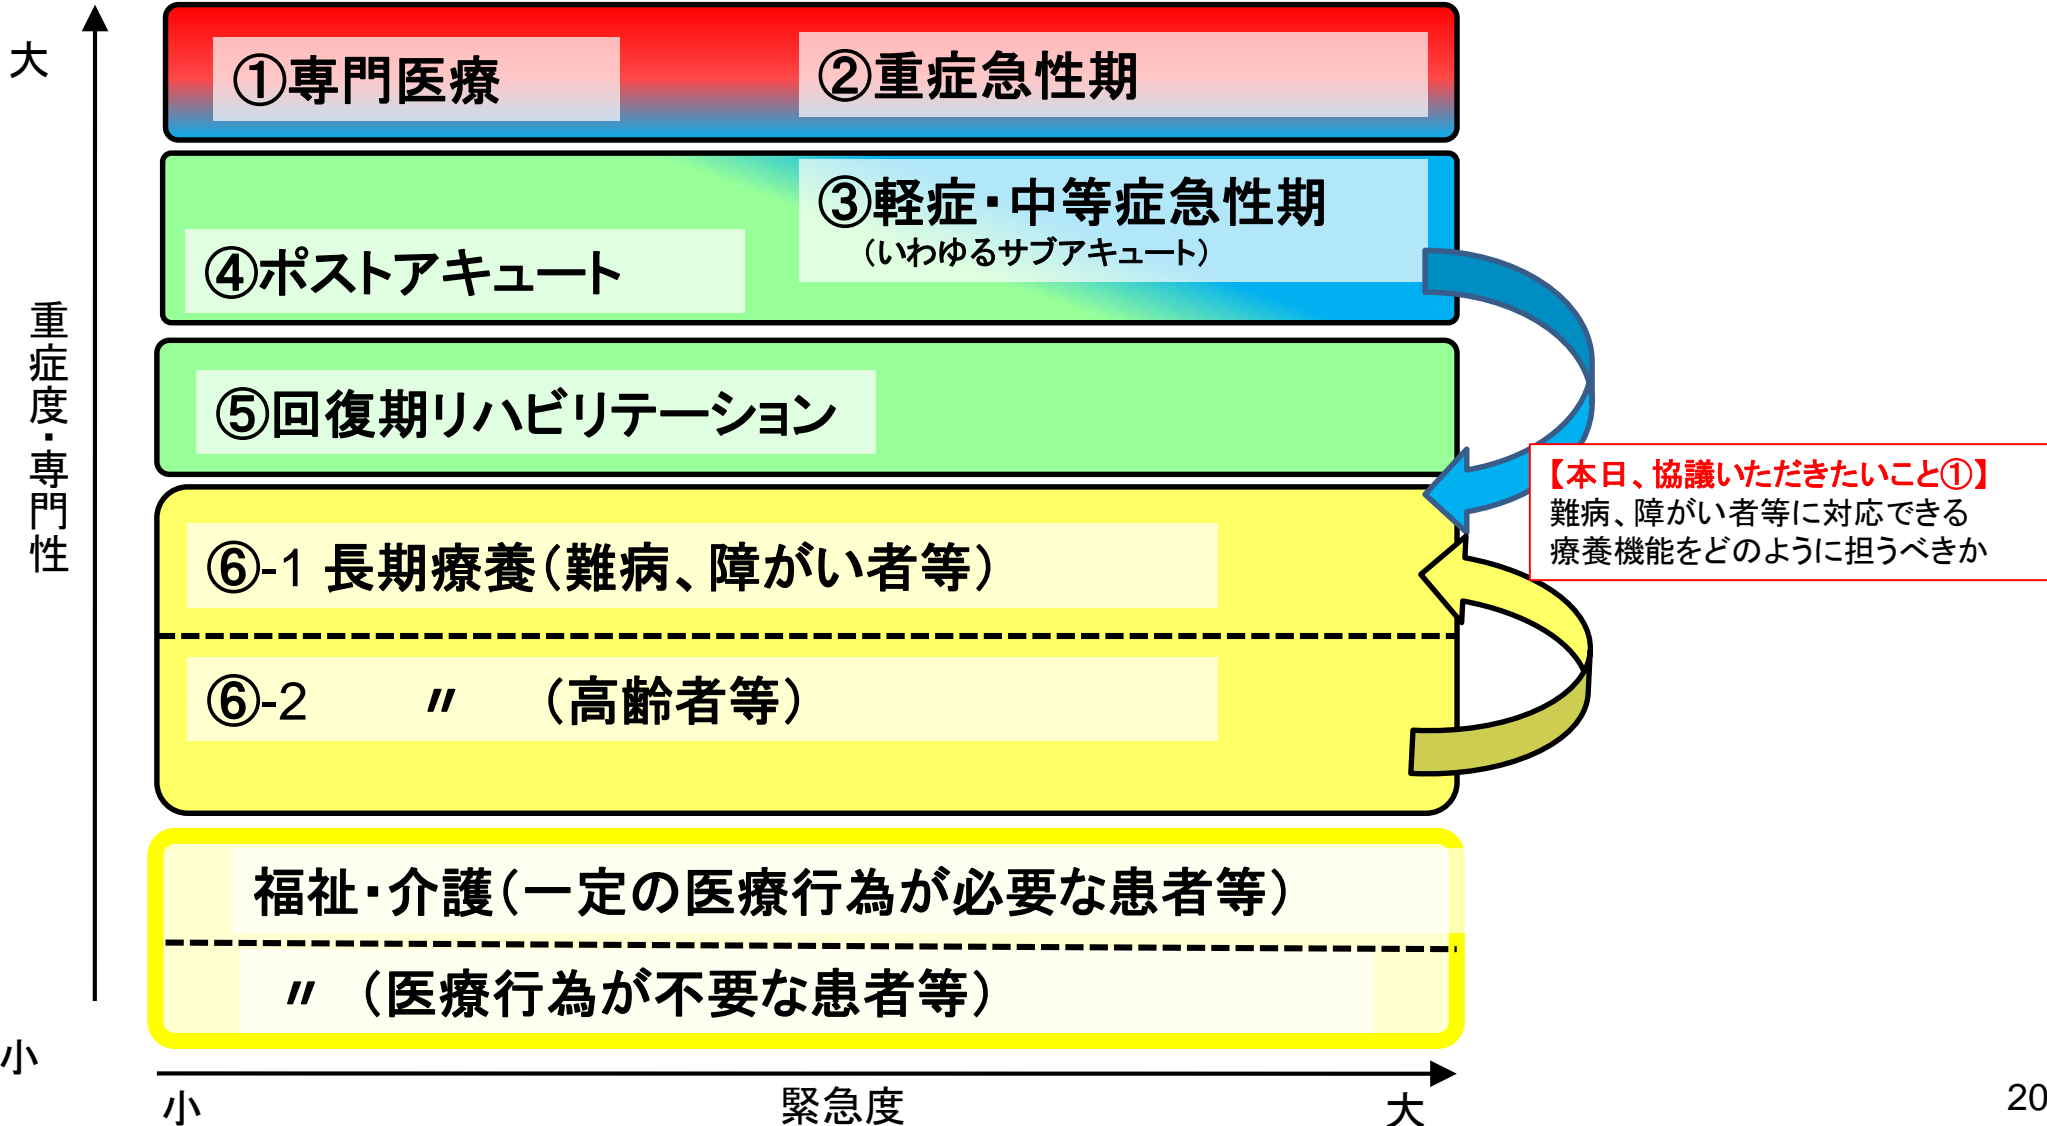 大
①専門医療
②重症急性期
③軽症・中等症急性期
（いわゆるサブアキュート）
④ポストアキュート
重症度・専門性
⑤回復期リハビリテーション
【本日、協議いただきたいこと①】
難病、障がい者等に対応できる
療養機能をどのように担うべきか
⑥-1 長期療養（難病、障がい者等）
⑥-2　　〃　（高齢者等）
福祉・介護（一定の医療行為が必要な患者等）
〃　（医療行為が不要な患者等）
小
小
緊急度
大
20